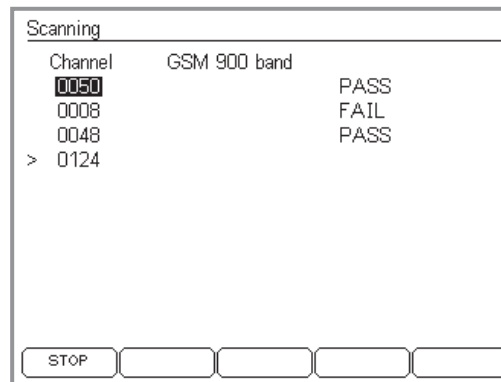 Scanning
Channel GSM 900 band
0050 PASS
0008 FAIL
0048 PASS
> 0124
STOP